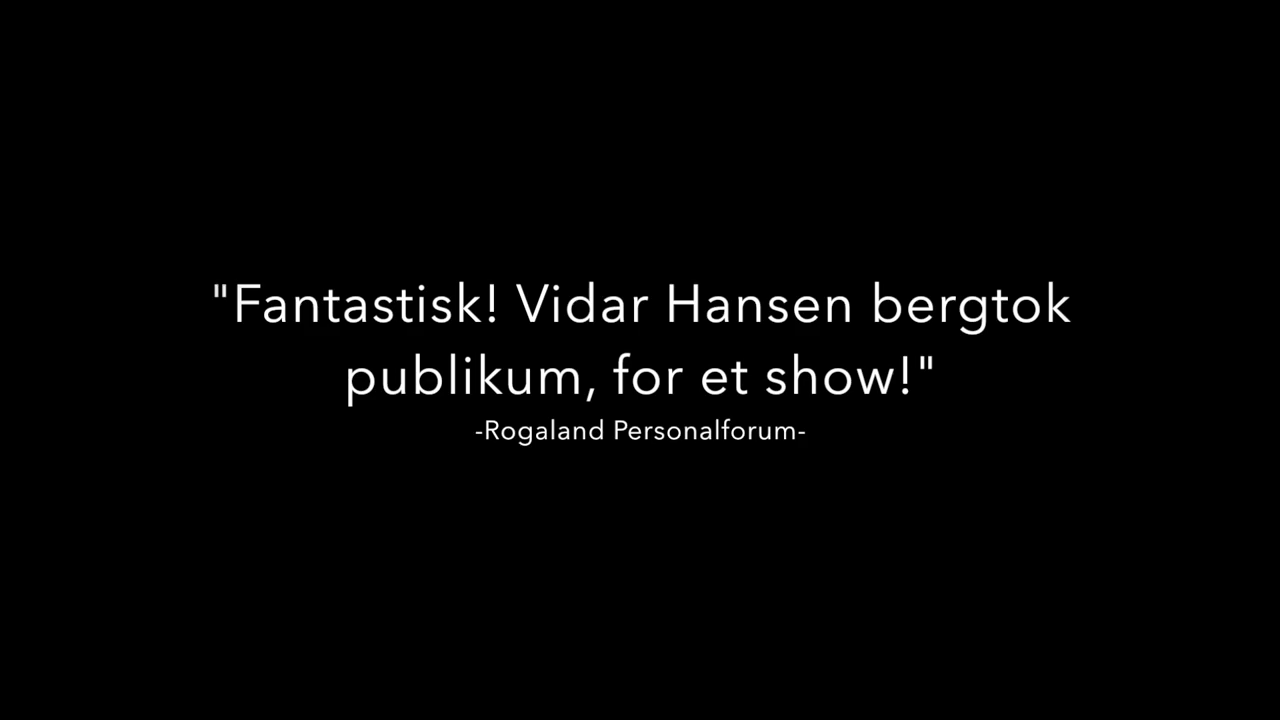 "Fantastisk! Vidar Hansen bergtok
publikum, for et show!"
-Rogaland Personalforum-